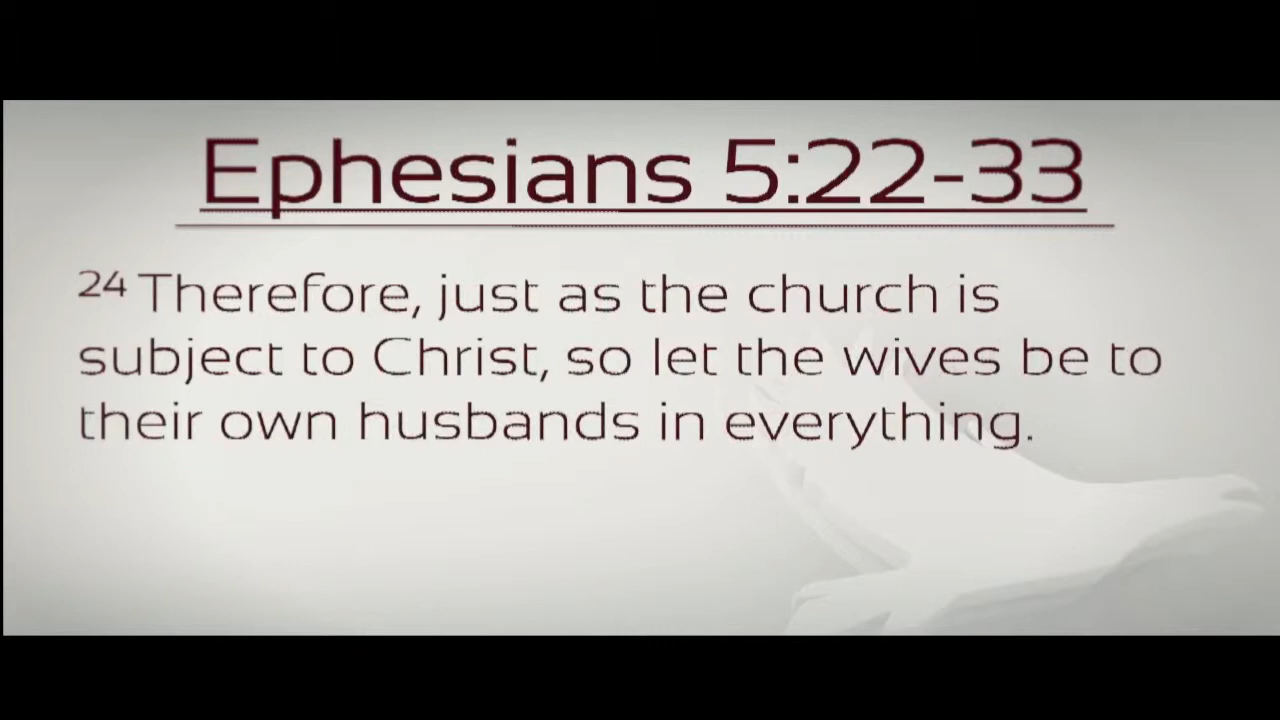 Ephesians 5:22-33
24 Therefore, just as the church is
subject to Christ, so let the wives be to
their own husbands in everything.